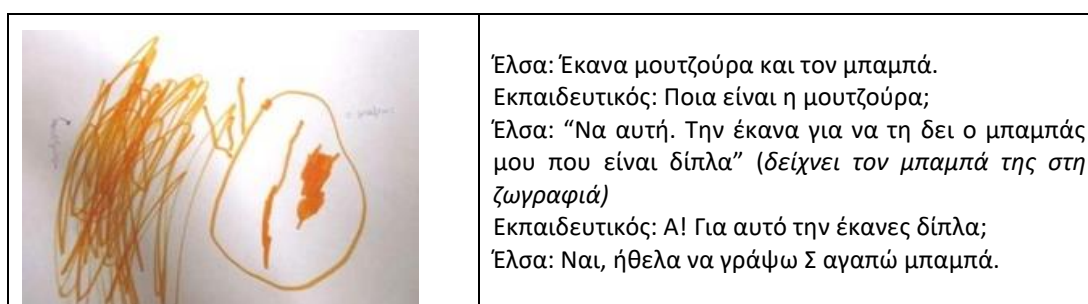 Έλσα: Έκανα μουτζούρα και τον μπαμπά.
Εκπαιδευτικός: Ποια είναι η μουτζούρα;
Έλσα: “Να αυτή. Την έκανα για να τη δει ο μπαμπάς
μου που είναι δίπλα” (δείχνει τον μπαμπά της στη
ζωγραφιά)
Εκπαιδευτικός: Α! Για αυτό την έκανες δίπλα;
Έλσα: Ναι, ήθελα να γράψω Σ αγαπώ μπαμπά.